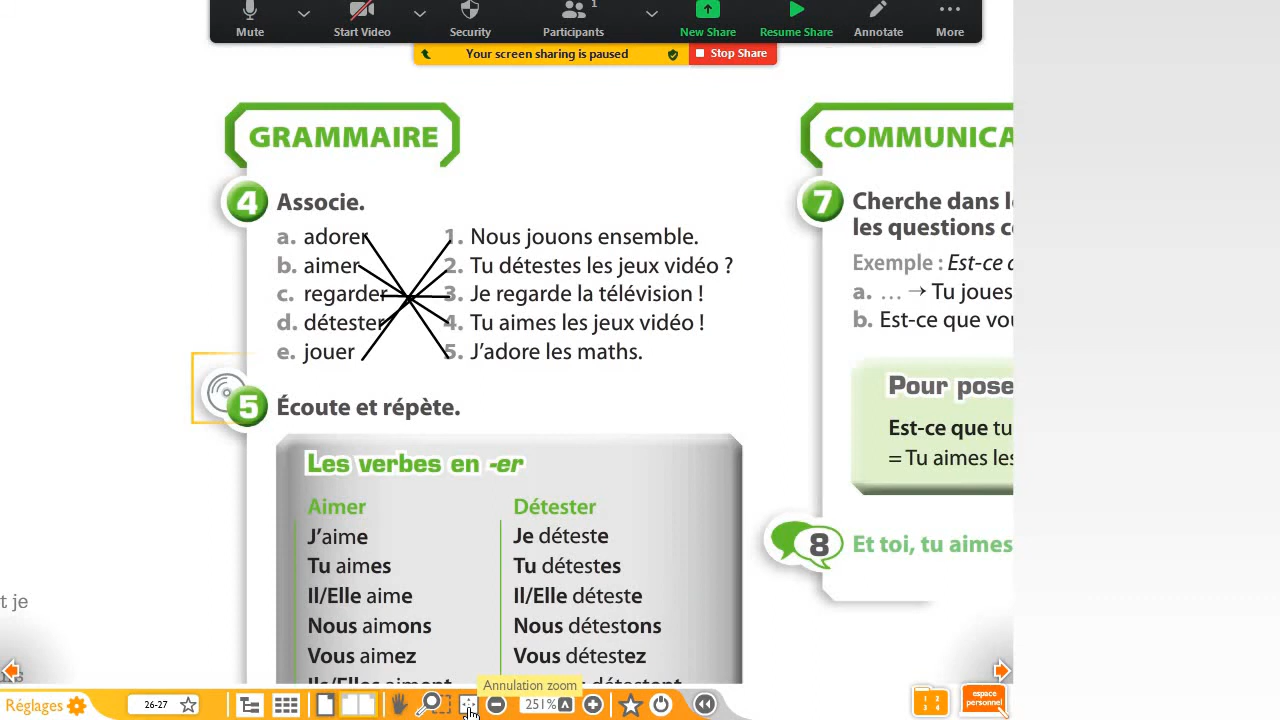 Mute
Start Video
Security
1
Participants
New Share
Resume Share
Annotate
More
Your screen sharing is paused
Stop Share
GRAMMAIRE
4 Associe.
a. adorer
b. aimer
c. regarder
d. détester
e. jouer
1. Nous jouons ensemble.
2. Tu détestes les jeux vidéo ?
3. Je regarde la télévision !
4. Tu aimes les jeux vidéo !
5. J'adore les maths.
5 Écoute et répète.
Les verbes en -er
Aimer
J'aime
Tu aimes
Il/Elle aime
Nous aimons
Vous aimez
Détester
Je déteste
Tu détestes
Il/Elle déteste
Nous détestons
Vous détestez
COMMUNICA
7 Cherche dans l
les questions c
Exemple : Est-ce
a. … → Tu joues
b. Est-ce que vou
Pour pose
Est-ce que tu
= Tu aimes les
8 Et toi, tu aimes
t je
Annulation zoom
Réglages
26-27
251%
1 2
3 4
espace
personnel